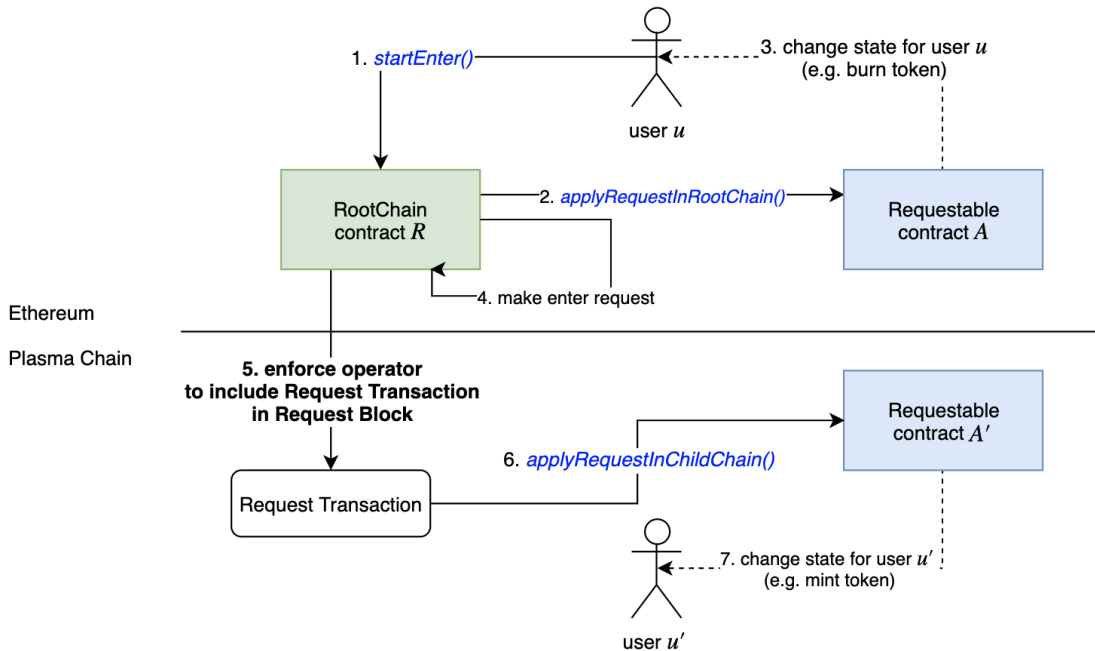 1. startEnter()
3. change state for user u
(e.g. burn token)
user u
RootChain
contract R
2. applyRequestInRootChain()
Requestable
contract A
4. make enter request
Ethereum
Plasma Chain
5. enforce operator
to include Request Transaction
in Request Block
Requestable
contract A′
6. applyRequestInChildChain()
Request Transaction
7. change state for user u′
(e.g. mint token)
user u′